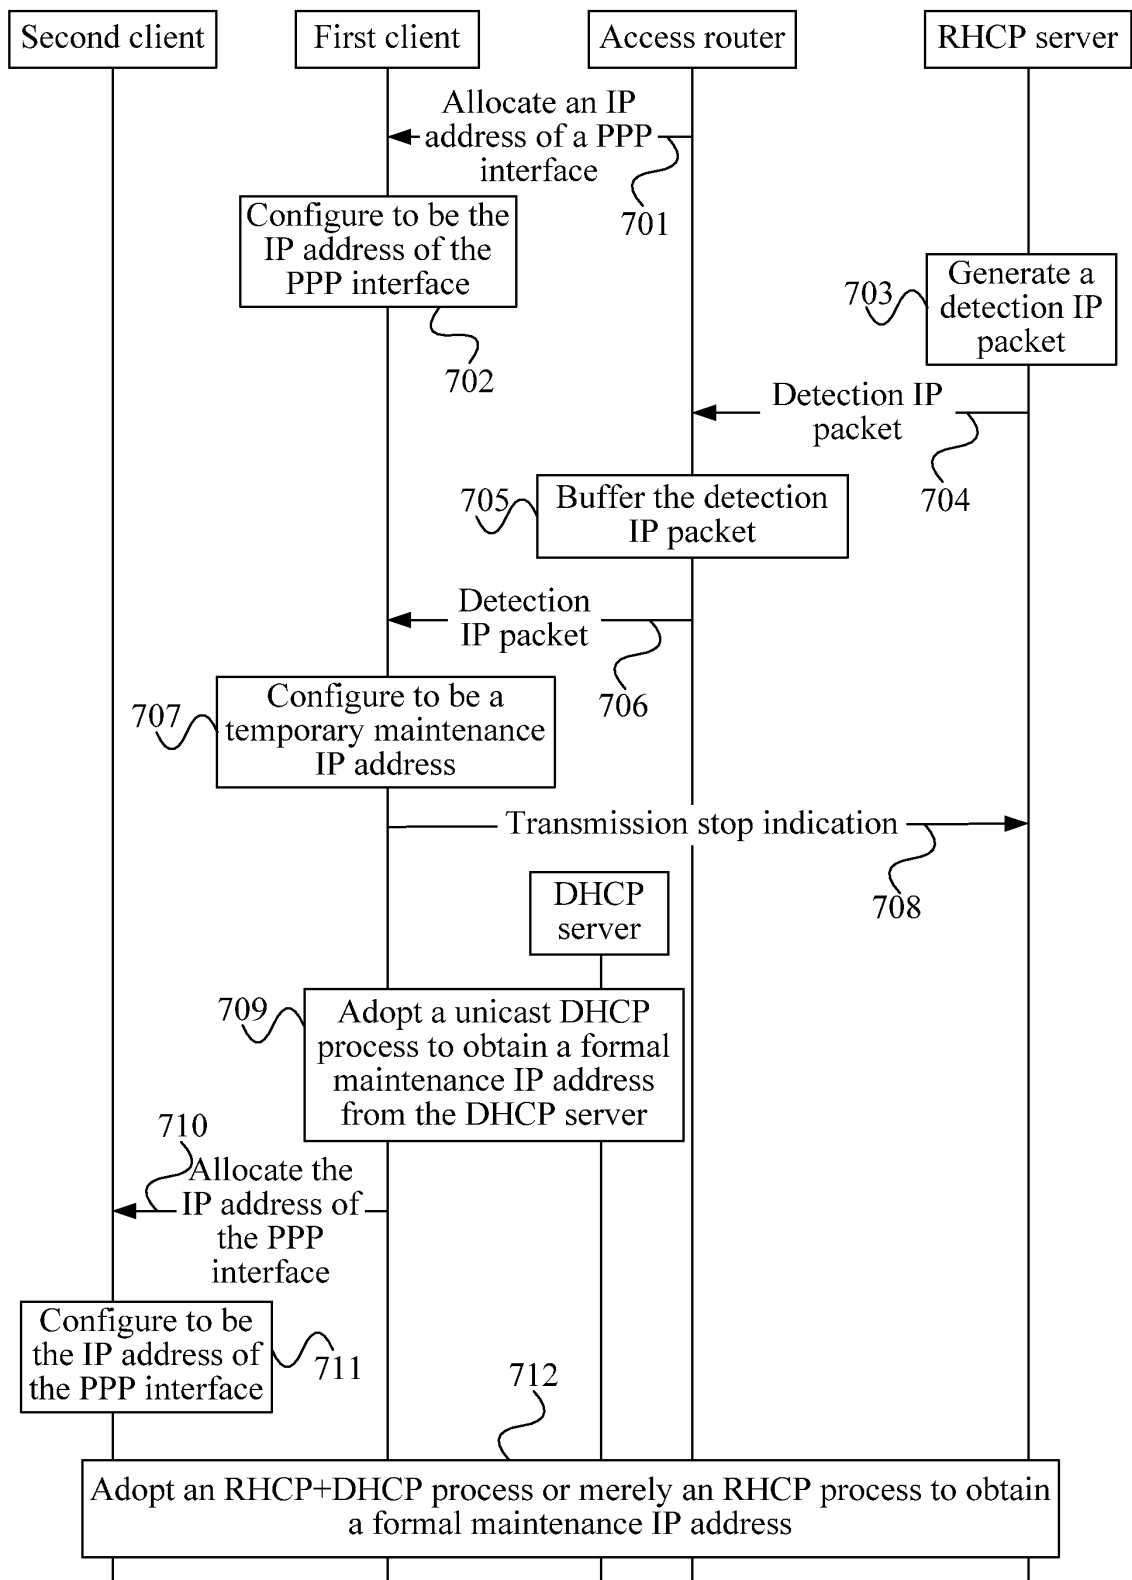 Second client
First client
Access router
RHCP server
Allocate an IP
address of a PPP
interface
701
Configure to be the
IP address of the
PPP interface
702
703
Generate a
detection IP
packet
Detection IP
packet
704
705
Buffer the detection
IP packet
Detection
IP packet
706
707
Configure to be a
temporary maintenance
IP address
Transmission stop indication
708
DHCP
server
709
Adopt a unicast DHCP
process to obtain a formal
maintenance IP address
from the DHCP server
710
Allocate the
IP address of
the PPP
interface
Configure to be
the IP address of
the PPP interface
711
712
Adopt an RHCP+DHCP process or merely an RHCP process to obtain
a formal maintenance IP address